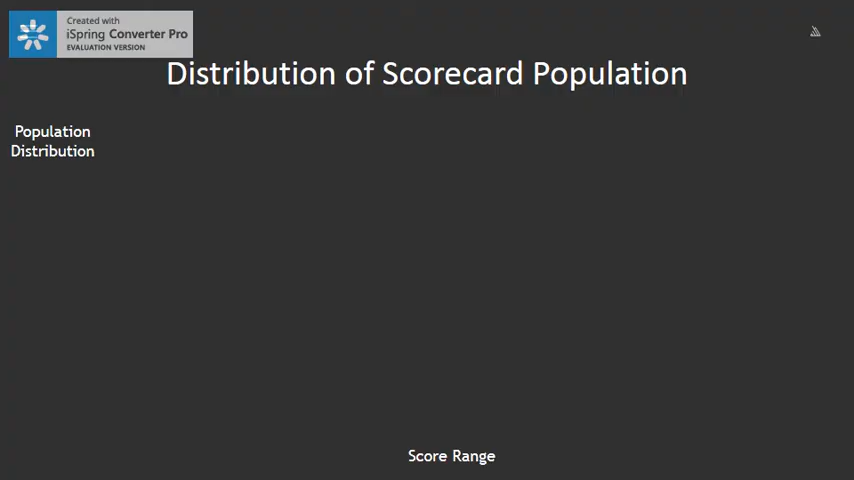 Created with
iSpring Converter Pro
EVALUATION VERSION
Distribution of Scorecard Population
Population
Distribution
Score Range